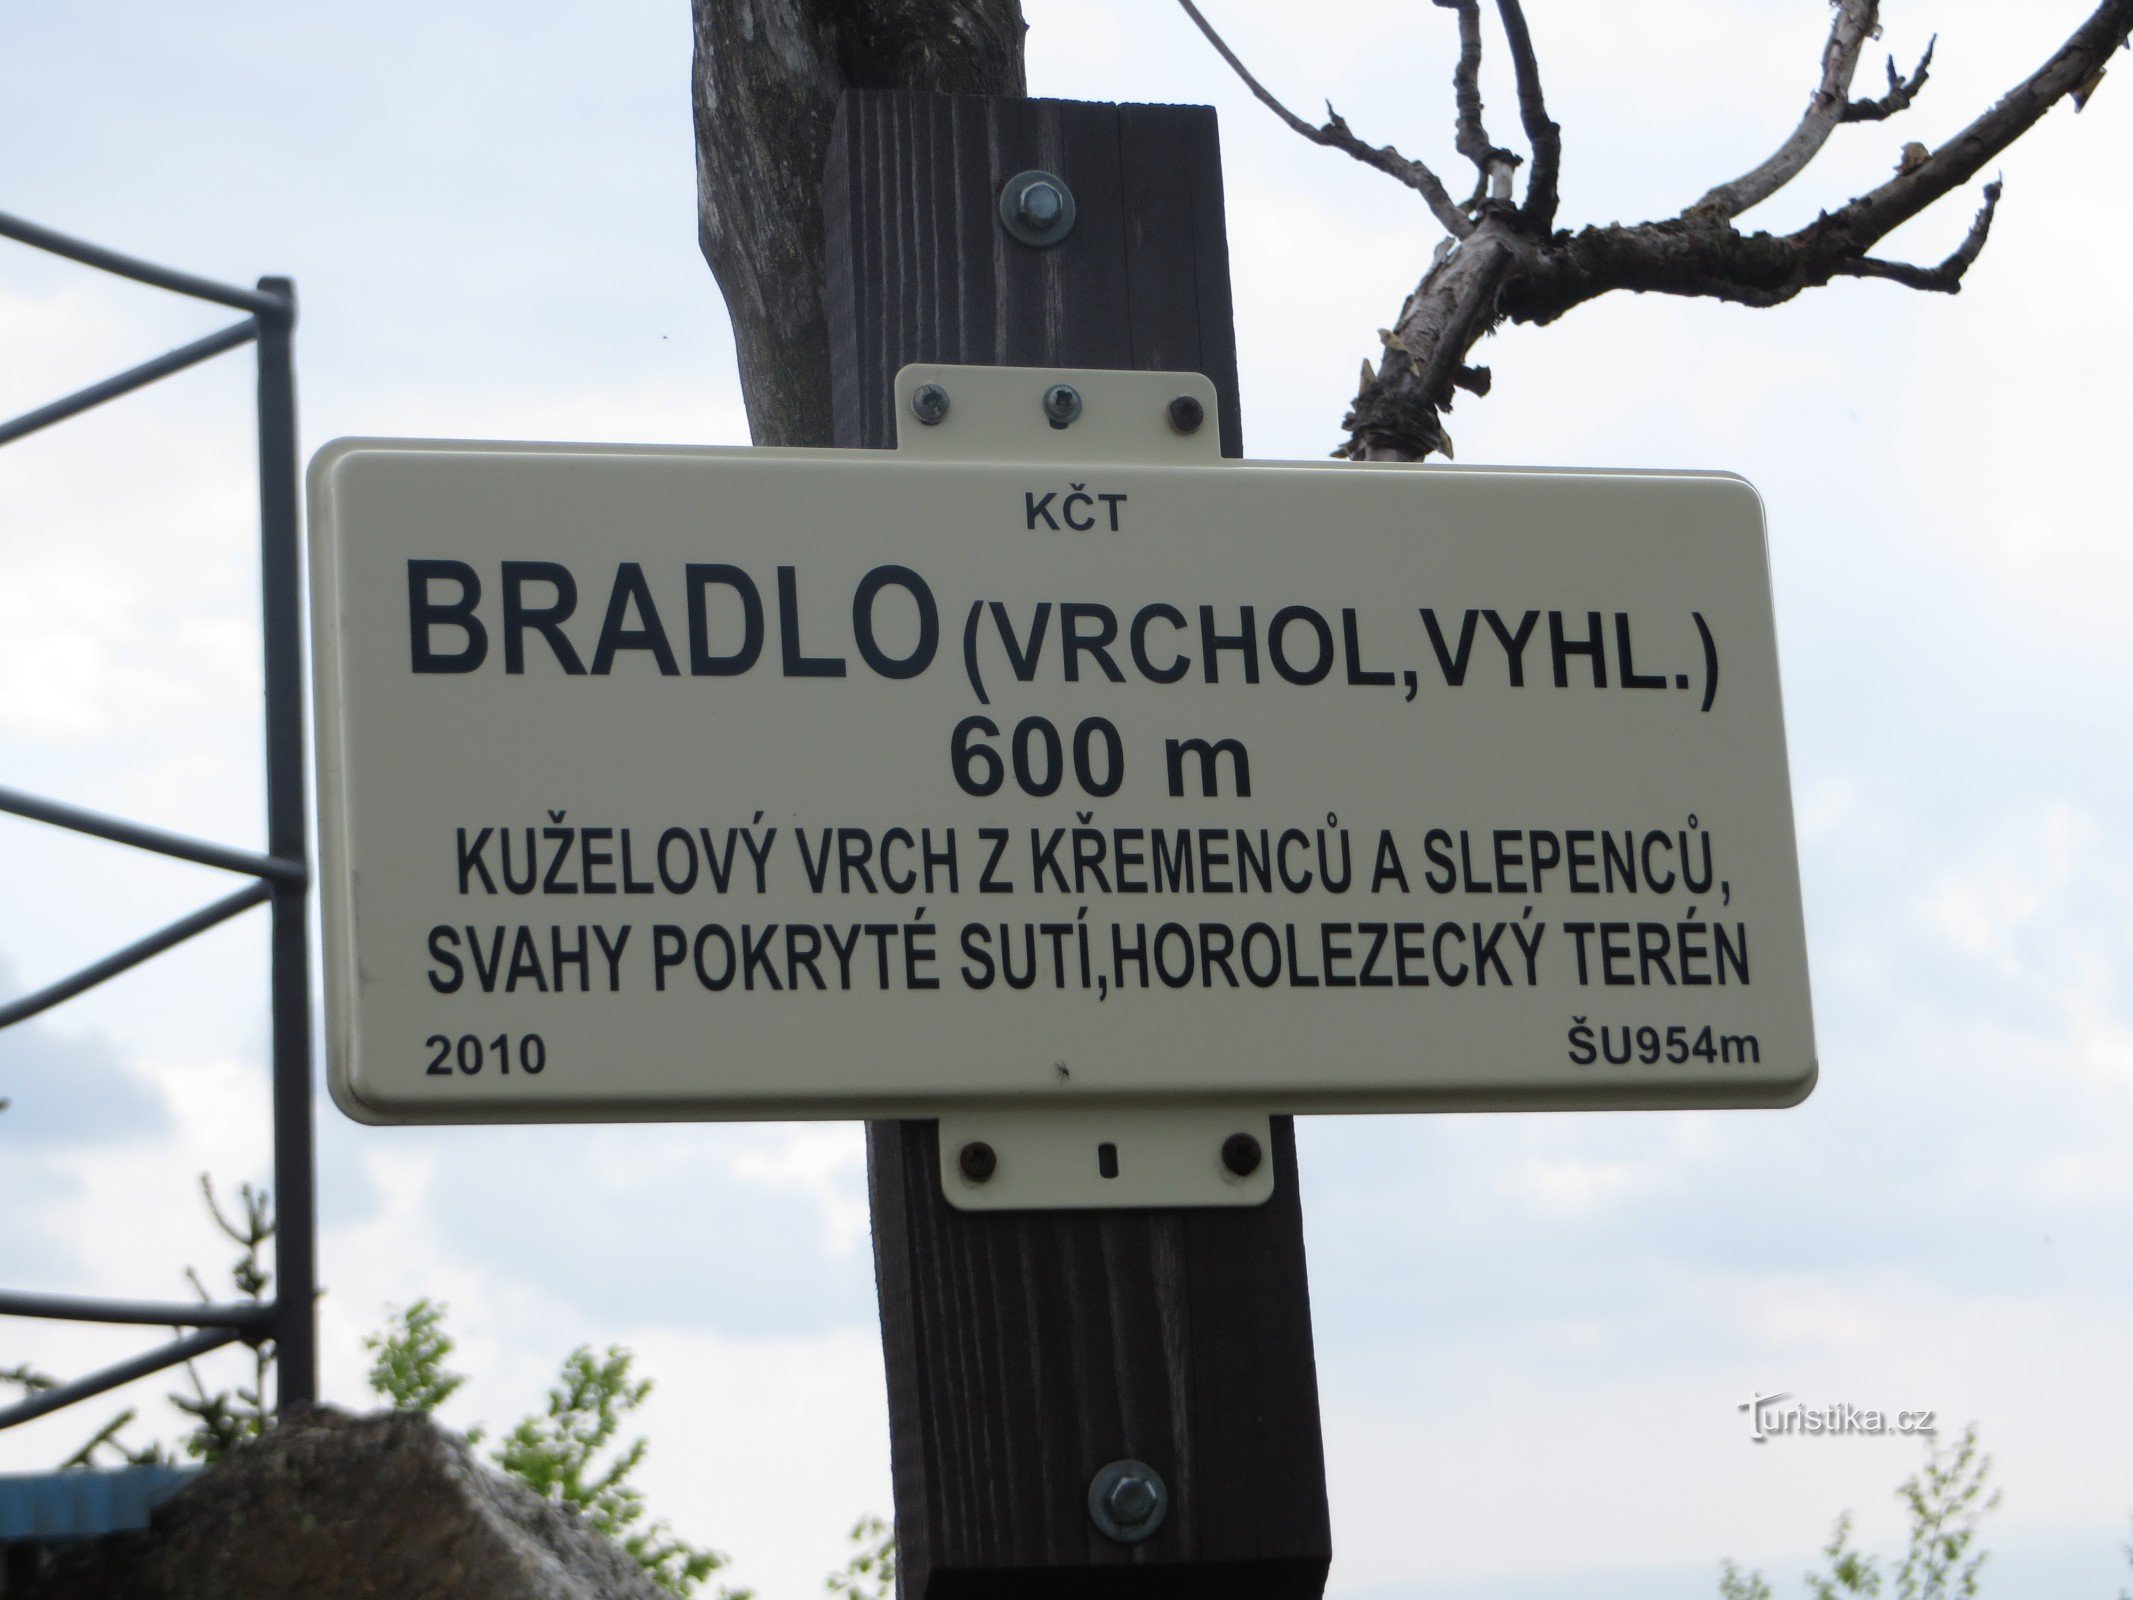 KČT
BRADLO (VRCHOL,VYHL.)
600 m
KUŽELOVÝ VRCH Z KŘEMENCŮ A SLEPENCŮ,
SVAHY POKRYTÉ SUTÍ,HOROLEZECKÝ TERÉN
2010 ŠU954m
Turistika.cz